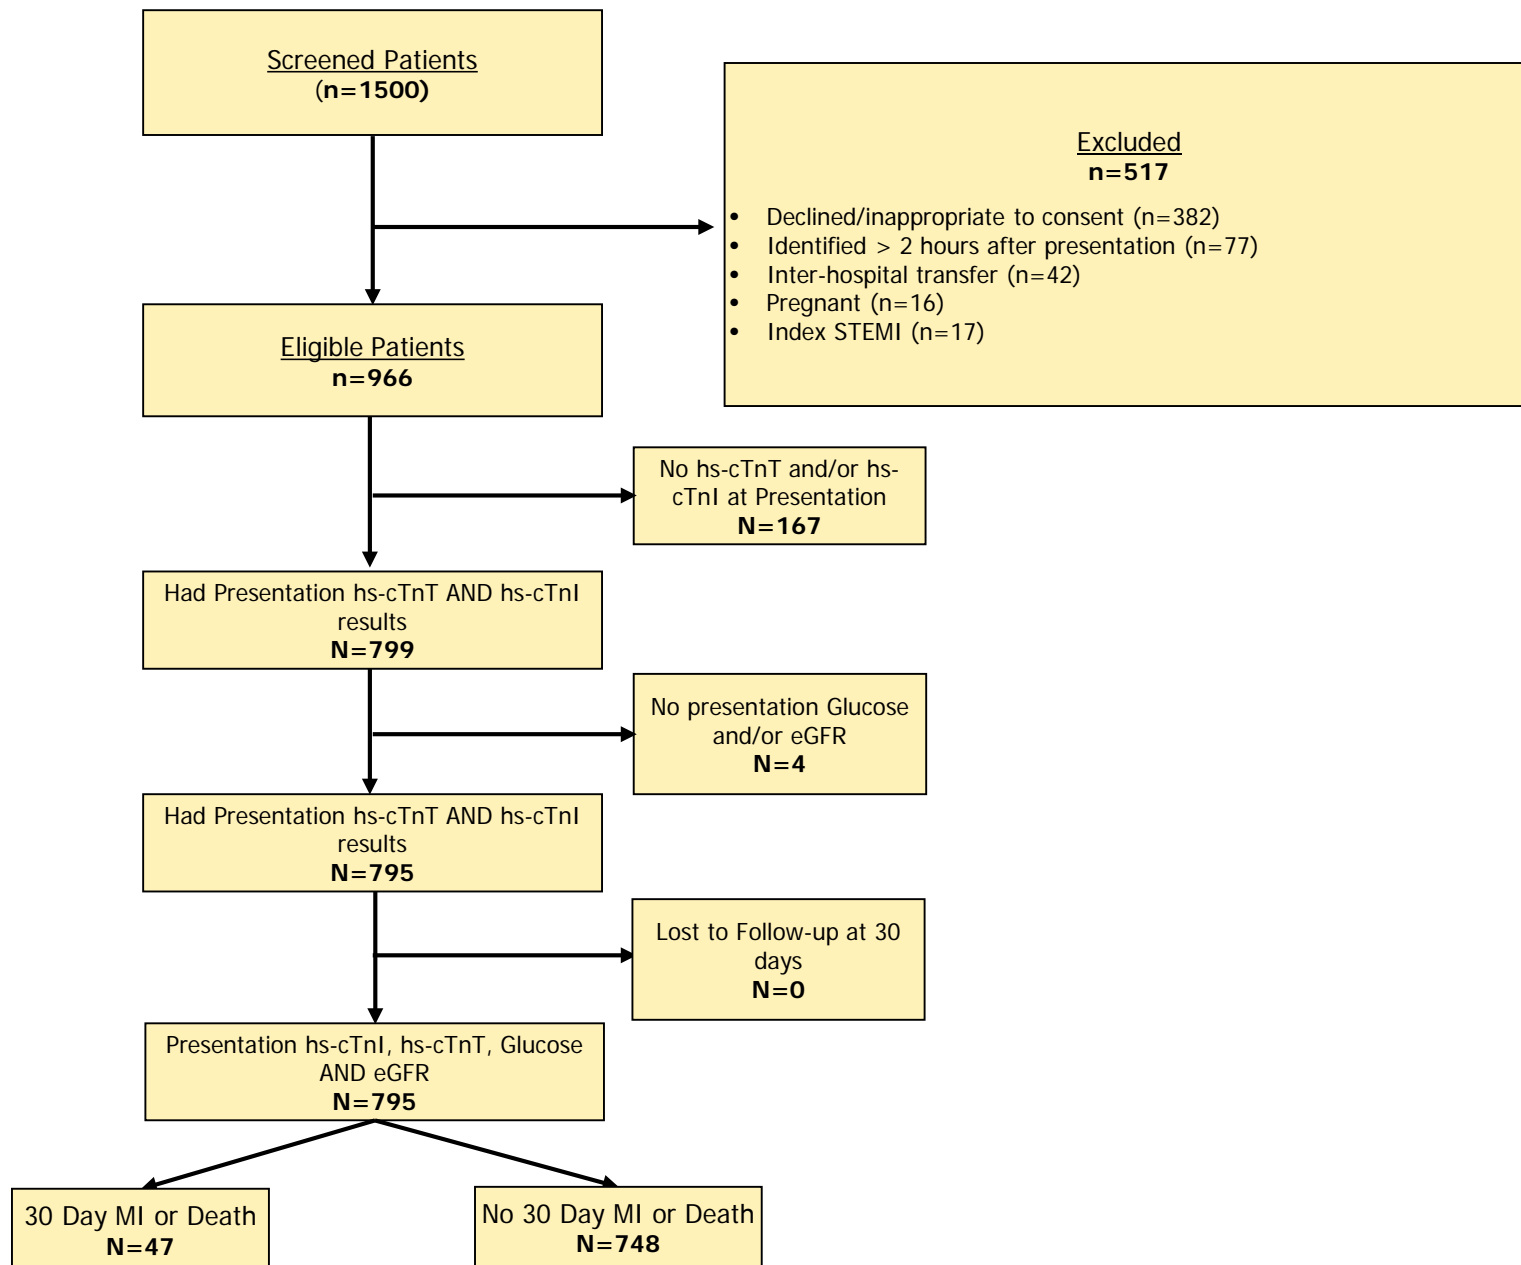 Screened Patients
(n=1500)
Excluded
n=517
• Declined/inappropriate to consent (n=382)
• Identified > 2 hours after presentation (n=77)
• Inter-hospital transfer (n=42)
• Pregnant (n=16)
• Index STEMI (n=17)
Eligible Patients
n=966
No hs-cTnT and/or hs-
cTnI at Presentation
N=167
Had Presentation hs-cTnT AND hs-cTnI
results
N=799
No presentation Glucose
and/or eGFR
N=4
Had Presentation hs-cTnT AND hs-cTnI
results
N=795
Lost to Follow-up at 30
days
N=0
Presentation hs-cTnI, hs-cTnT, Glucose
AND eGFR
N=795
30 Day MI or Death
N=47
No 30 Day MI or Death
N=748